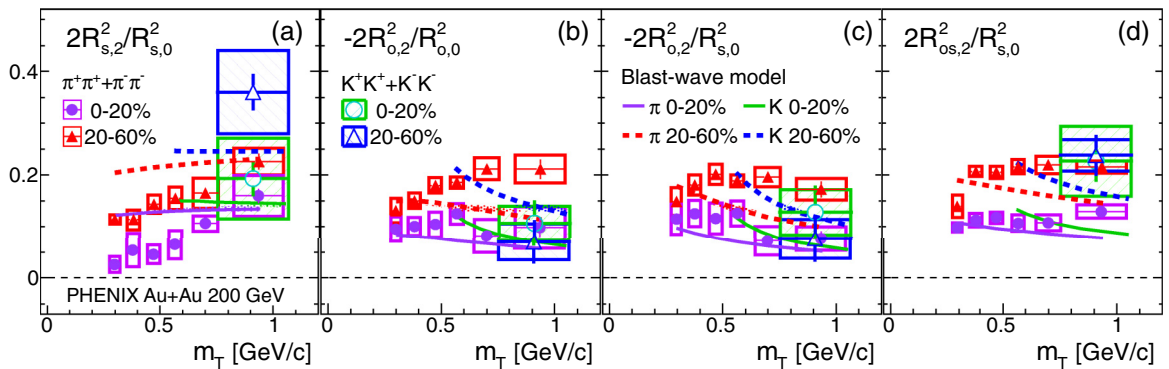 2R²s,2/R²s,0 (a)
π⁺π⁺+π⁻π⁻
0-20%
20-60%
PHENIX Au+Au 200 GeV
-2R²o,2/R²o,0 (b)
K⁺K⁺+K⁻K⁻
0-20%
20-60%
-2R²o,2/R²s,0 (c)
Blast-wave model
π 0-20% K 0-20%
π 20-60% K 20-60%
2R²os,2/R²s,0 (d)
0.4
0.2
0
0 0.5 1 0 0.5 1 0 0.5 1 0 0.5 1
mT [GeV/c] mT [GeV/c] mT [GeV/c] mT [GeV/c]